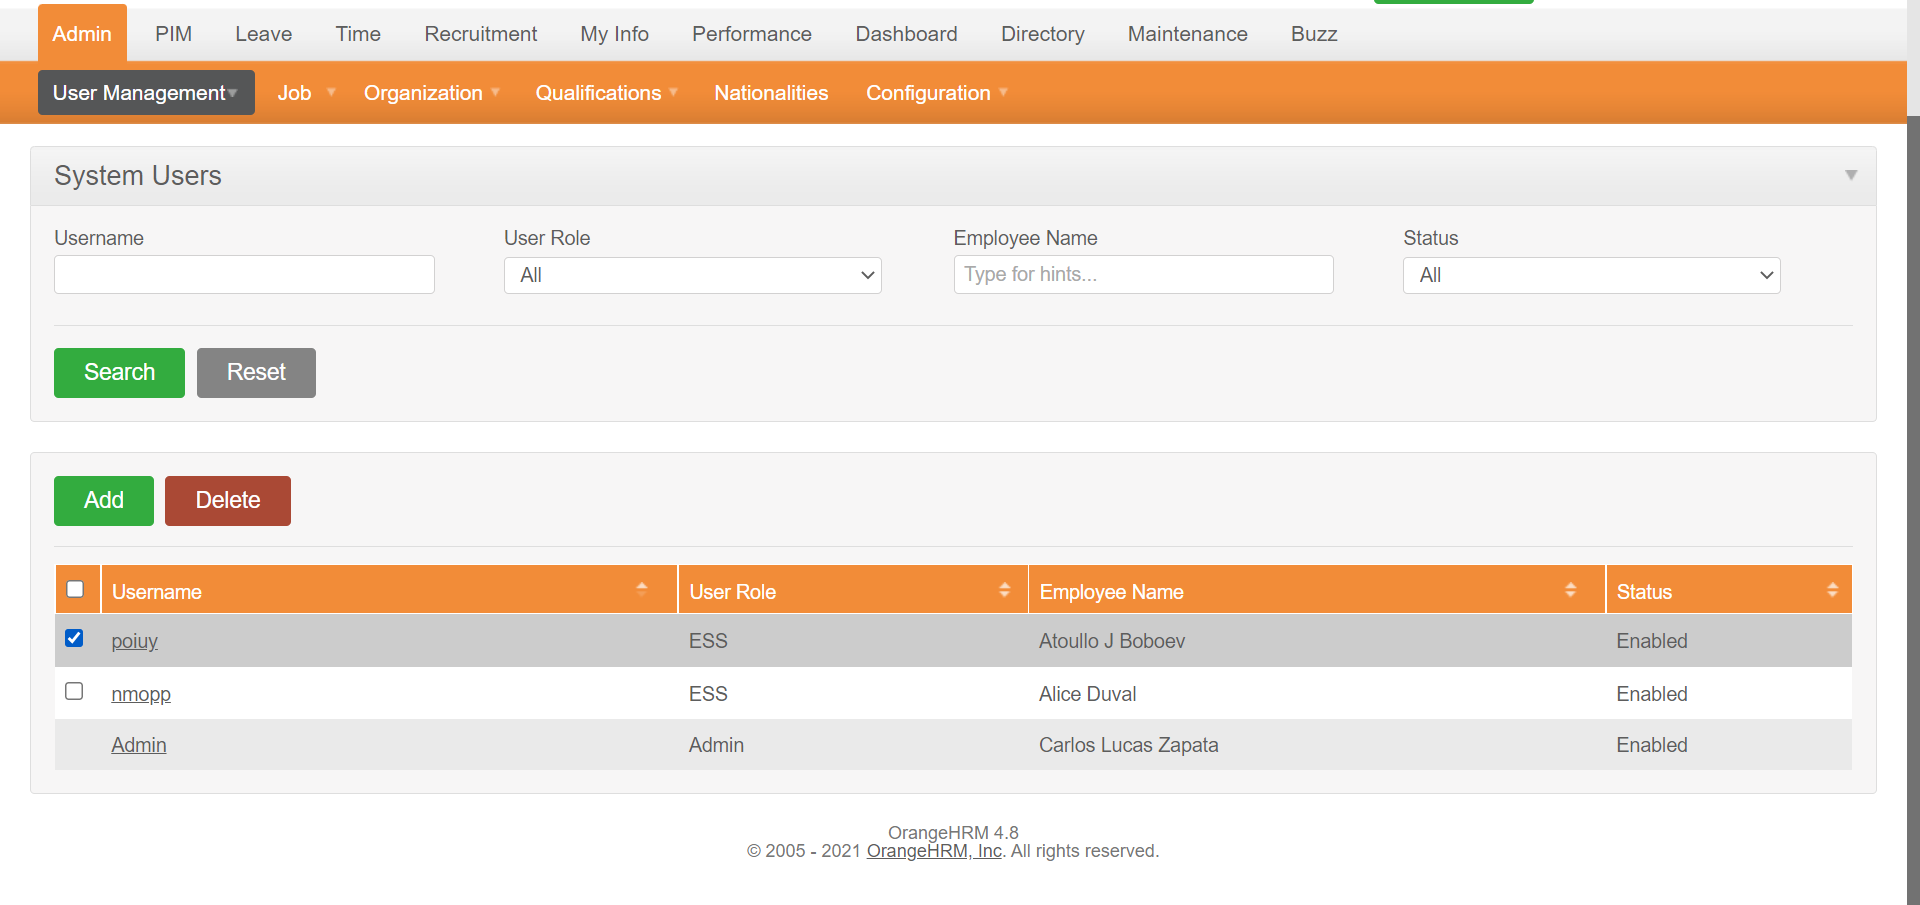 Admin PIM Leave Time Recruitment My Info Performance Dashboard Directory Maintenance Buzz
User Management Job Organization Qualifications Nationalities Configuration
System Users
Username User Role Employee Name Status
All Type for hints... All
Search Reset
Add Delete
Username User Role Employee Name Status
poiuy ESS Atoullo J Boboev Enabled
nmopp ESS Alice Duval Enabled
Admin Admin Carlos Lucas Zapata Enabled
OrangeHRM 4.8
© 2005 - 2021 OrangeHRM, Inc. All rights reserved.